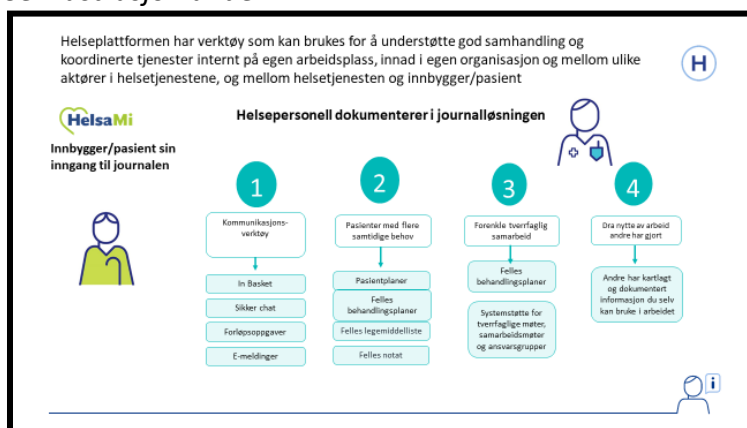 Helseplattformen har verktøy som kan brukes for å understøtte god samhandling og
koordinerte tjenester internt på egen arbeidsplass, innad i egen organisasjon og mellom ulike
aktører i helsetjenestene, og mellom helsetjenesten og innbygger/pasient
H
HelsaMi
Helsepersonell dokumenterer i journalløsningen
Innbygger/pasient sin
inngang til journalen
1
Kommunikasjons-
verktøy
In Basket
Sikker chat
Forløpsoppgaver
E-meldinger
2
Pasienter med flere
samtidige behov
Pasientplaner
Felles
behandlingsplaner
Felles legemiddelliste
Felles notat
3
Forenkle tverrfaglig
samarbeid
Felles
behandlingsplaner
Systemstøtte for
tverrfaglige møter,
samarbeidsmøter
og ansvarsgrupper
4
Dra nytte av arbeid
andre har gjort
Andre har kartlagt
og dokumentert
informasjon du selv
kan bruke i arbeidet
i